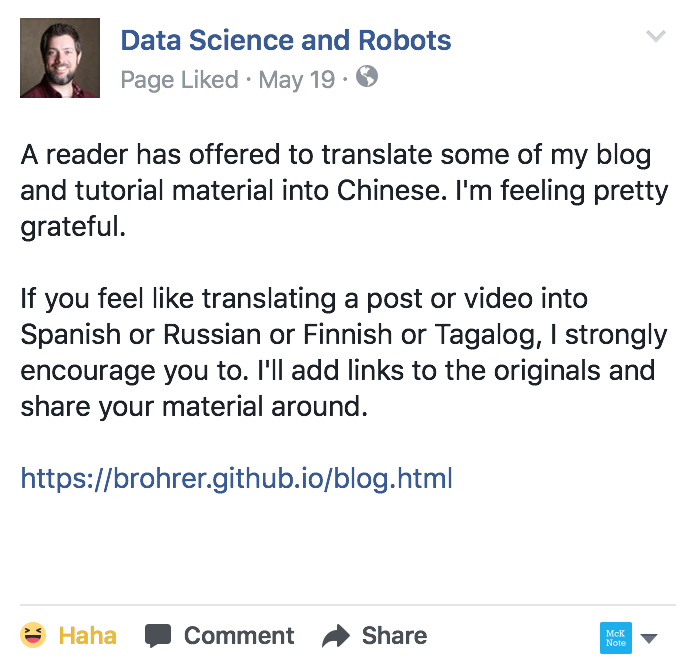 Data Science and Robots
Page Liked · May 19 ·
A reader has offered to translate some of my blog
and tutorial material into Chinese. I'm feeling pretty
grateful.
If you feel like translating a post or video into
Spanish or Russian or Finnish or Tagalog, I strongly
encourage you to. I'll add links to the originals and
share your material around.
https://brohrer.github.io/blog.html
Haha Comment Share
McK
Note